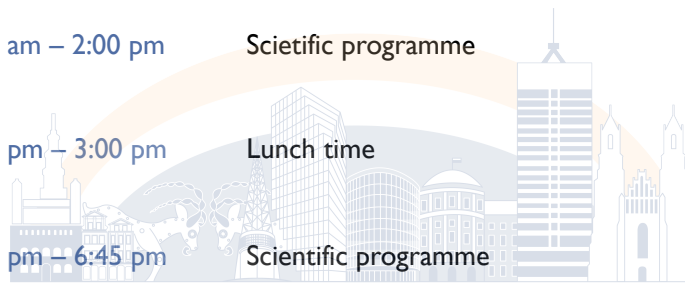 am – 2:00 pm Scietific programme
pm – 3:00 pm Lunch time
pm – 6:45 pm Scientific programme